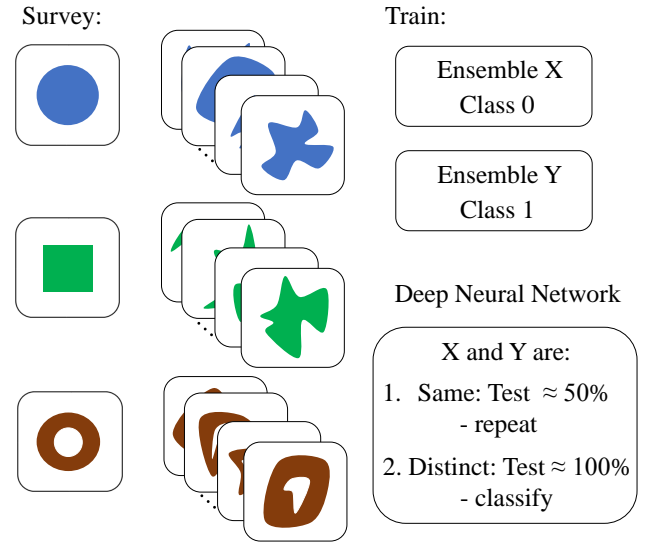 Survey:
Train:
Ensemble X
Class 0
Ensemble Y
Class 1
Deep Neural Network
X and Y are:
1. Same: Test ≈ 50%
- repeat
2. Distinct: Test ≈ 100%
- classify